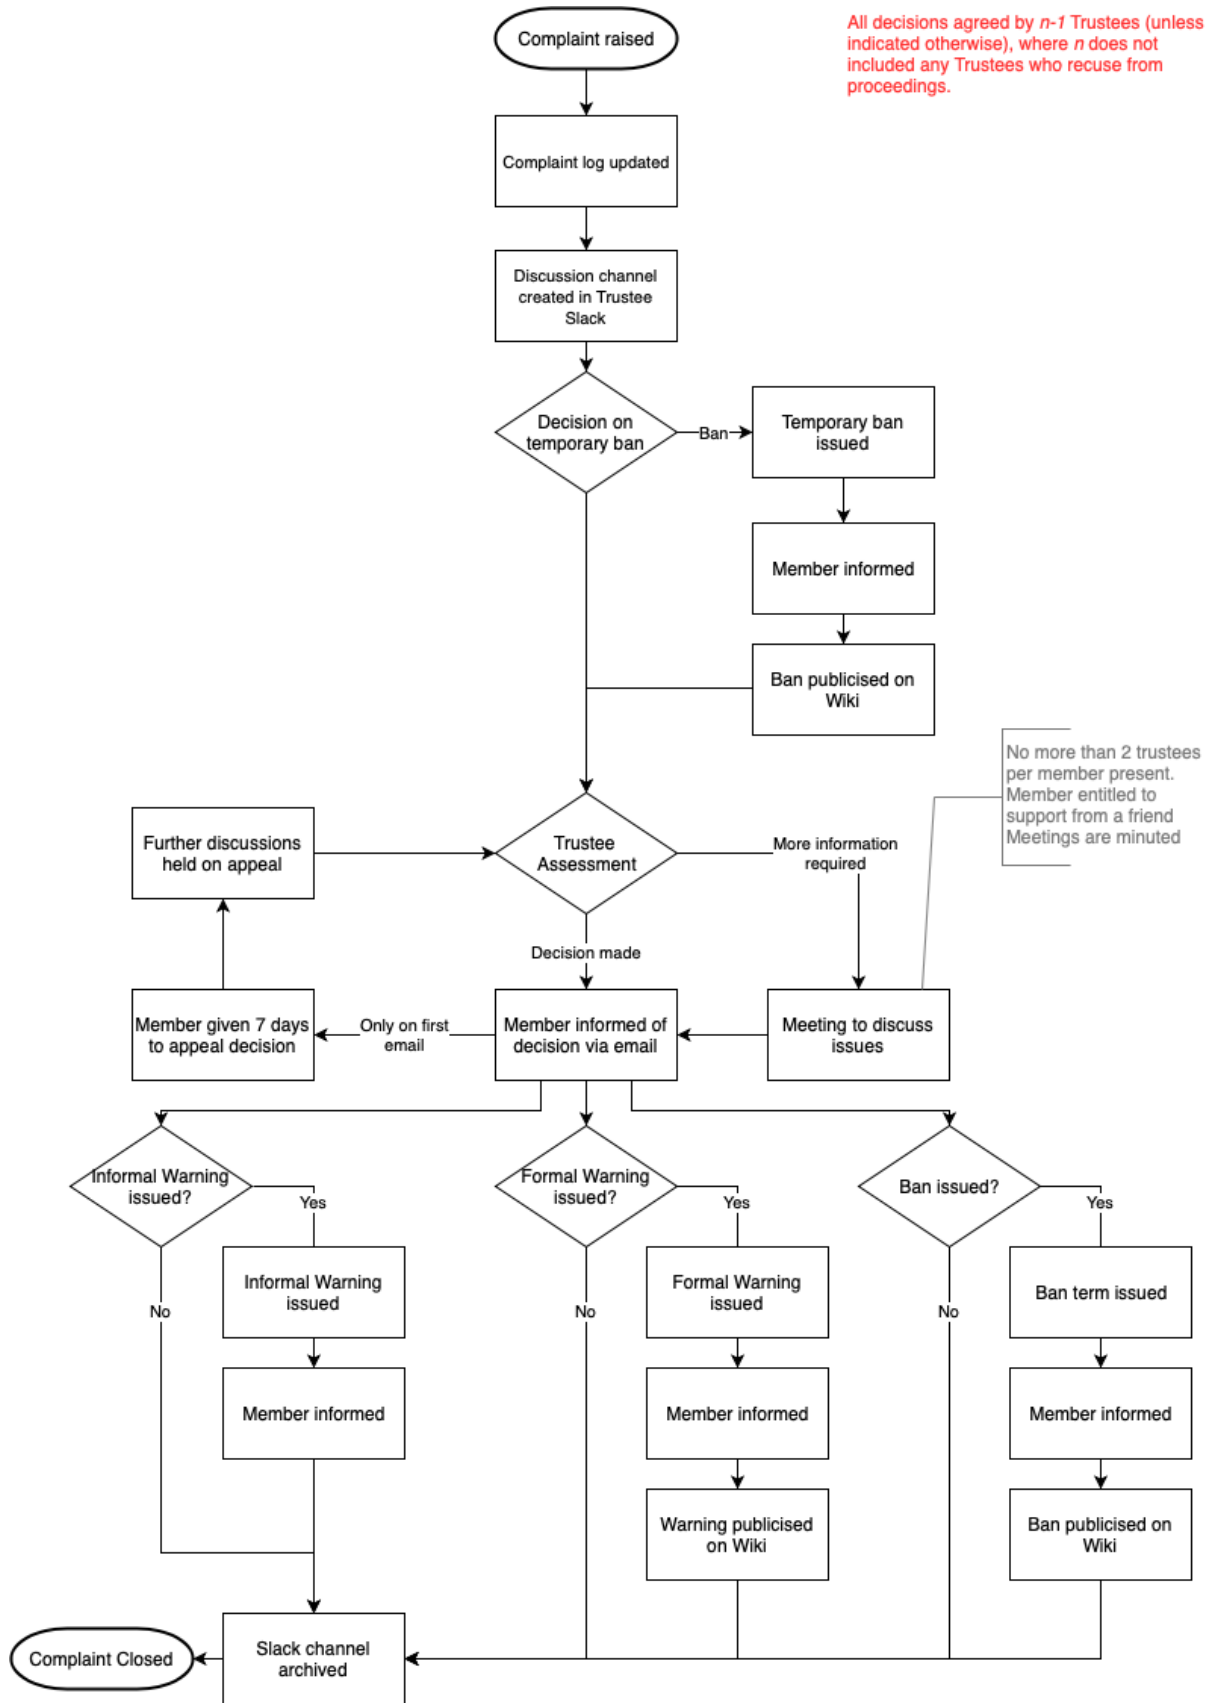 Complaint raised
All decisions agreed by n-1 Trustees (unless
indicated otherwise), where n does not
included any Trustees who recuse from
proceedings.
Complaint log updated
Discussion channel
created in Trustee
Slack
Decision on
temporary ban
Ban
Temporary ban
issued
Member informed
Ban publicised on
Wiki
No more than 2 trustees
per member present.
Member entitled to
support from a friend
Meetings are minuted
Further discussions
held on appeal
Trustee
Assessment
More information
required
Decision made
Member given 7 days
to appeal decision
Only on first
email
Member informed of
decision via email
Meeting to discuss
issues
Informal Warning
issued?
Yes
Formal Warning
issued?
Yes
Ban issued?
Yes
No
Informal Warning
issued
No
Formal Warning
issued
No
Ban term issued
Member informed
Member informed
Member informed
Warning publicised
on Wiki
Ban publicised on
Wiki
Complaint Closed
Slack channel
archived